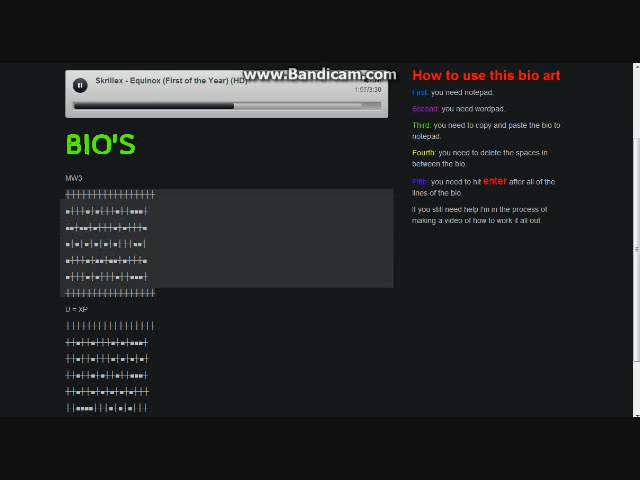 Skrillex - Equinox (First of the Year) (HD)
www.Bandicam.com
1:57/3:30
BIO'S
MW3
U = XP
How to use this bio art
First: you need notepad.
Second: you need wordpad.
Third: you need to copy and paste the bio to
notepad.
Fourth: you need to delete the spaces in
between the bio.
Fifth: you need to hit enter after all of the
lines of the bio.
If you still need help I'm in the process of
making a video of how to work it all out.